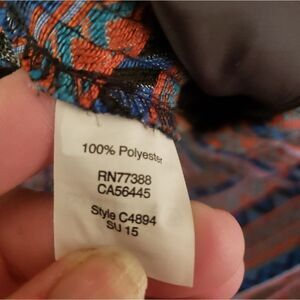 100% Polyester
RN77388
CA56445
Style C4894
SU 15